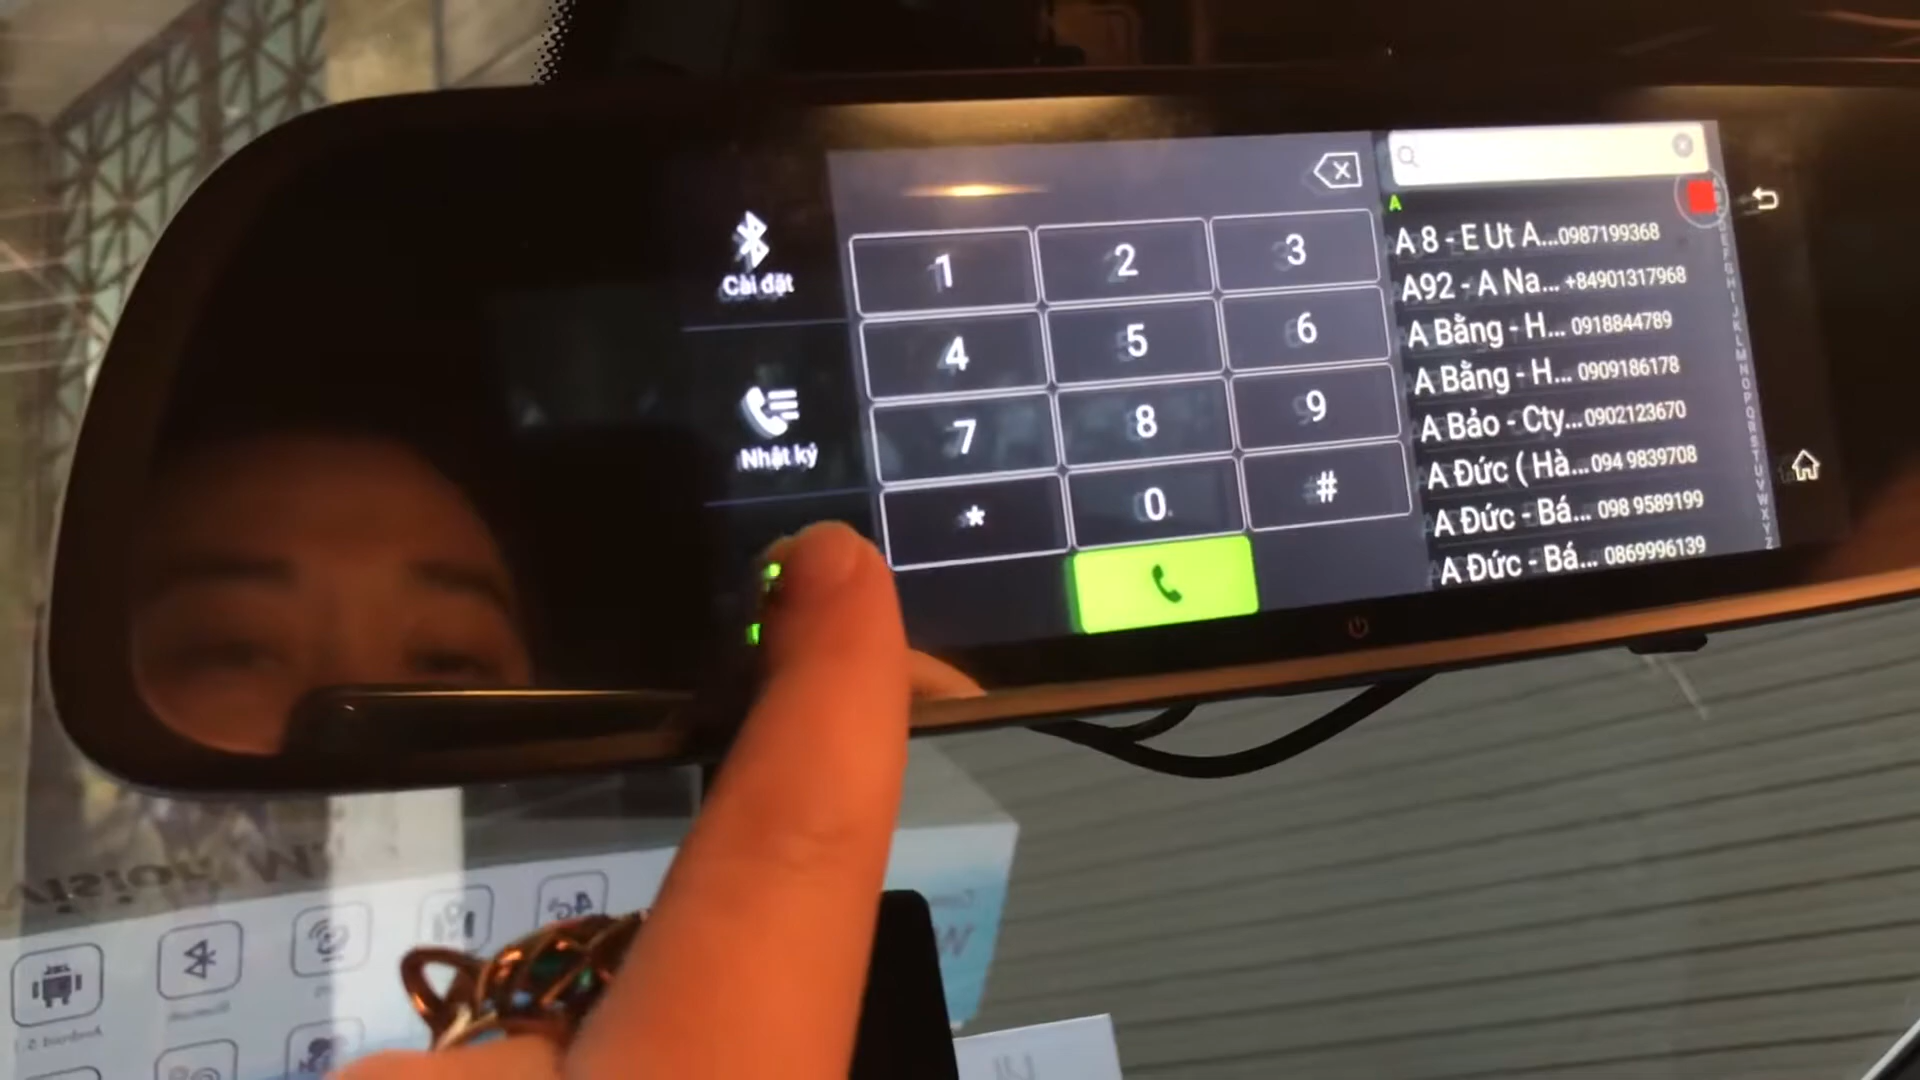 Cài đặt
Nhật ký
1 2 3
4 5 6
7 8 9
* 0 #
A
A 8 - E Ut A...0987199368
A92 - A Na... +84901317968
A Bằng - H... 0918844789
A Bằng - H... 0909186178
A Bảo - Cty...0902123670
A Đức ( Hà...094 9839708
A Đức - Bá... 098 9589199
A Đức - Bá... 0869996139
D
E
F
G
H
I
J
K
L
M
N
O
P
Q
R
S
T
U
V
W
X
Y
Z
vision
4G